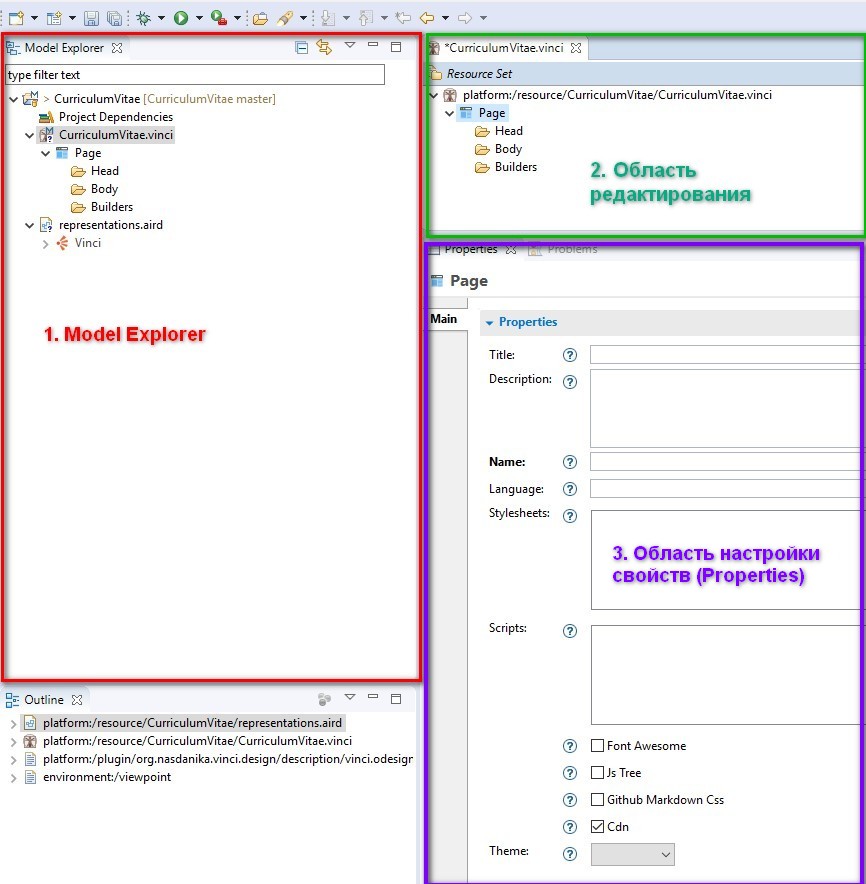 Model Explorer
type filter text
> CurriculumVitae [CurriculumVitae master]
Project Dependencies
CurriculumVitae.vinci
Page
Head
Body
Builders
representations.aird
Vinci
1. Model Explorer
*CurriculumVitae.vinci
Resource Set
platform:/resource/CurriculumVitae/CurriculumVitae.vinci
Page
Head
Body
Builders
2. Область
редактирования
Properties
Problems
Page
Main
Properties
Title:
Description:
Name:
Language:
Stylesheets:
3. Область настройки
свойств (Properties)
Scripts:
Font Awesome
Js Tree
Github Markdown Css
Cdn
Theme:
Outline
platform:/resource/CurriculumVitae/representations.aird
platform:/resource/CurriculumVitae/CurriculumVitae.vinci
platform:/plugin/org.nasdanika.vinci.design/description/vinci.odesign
environment:/viewpoint